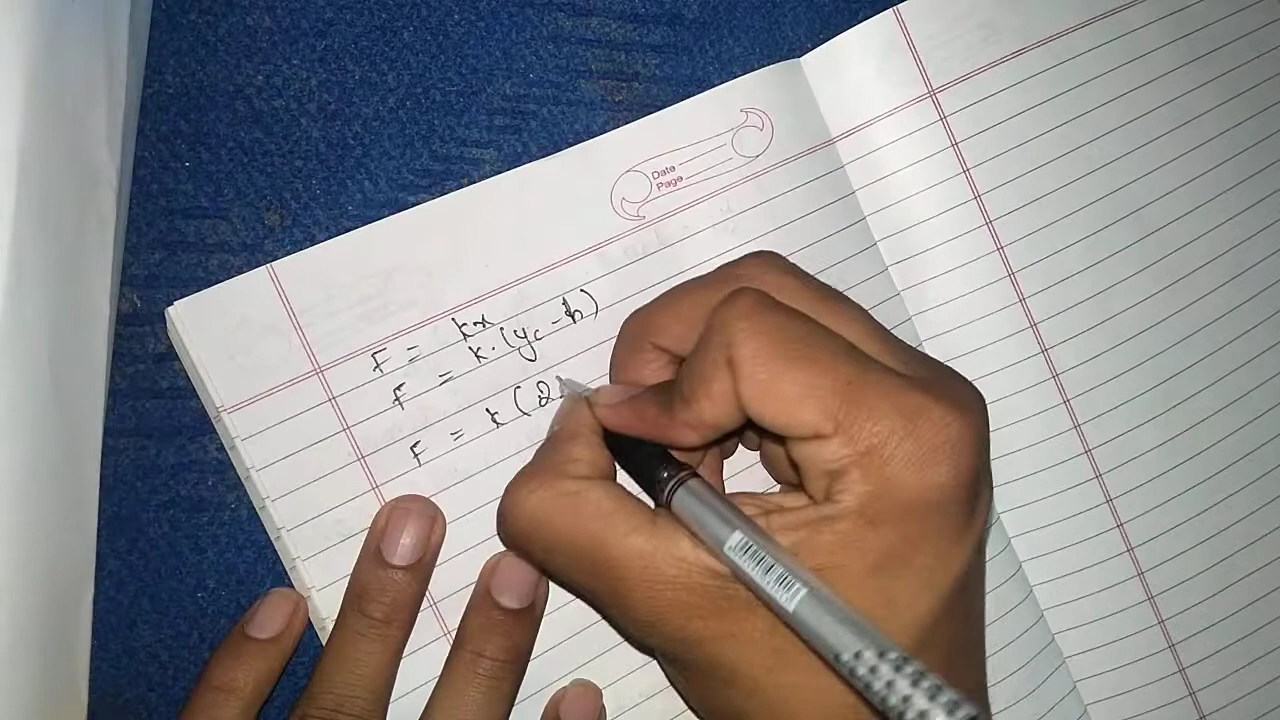 Date
Page
F = kx
F = k.(yc-h)
F = k(2